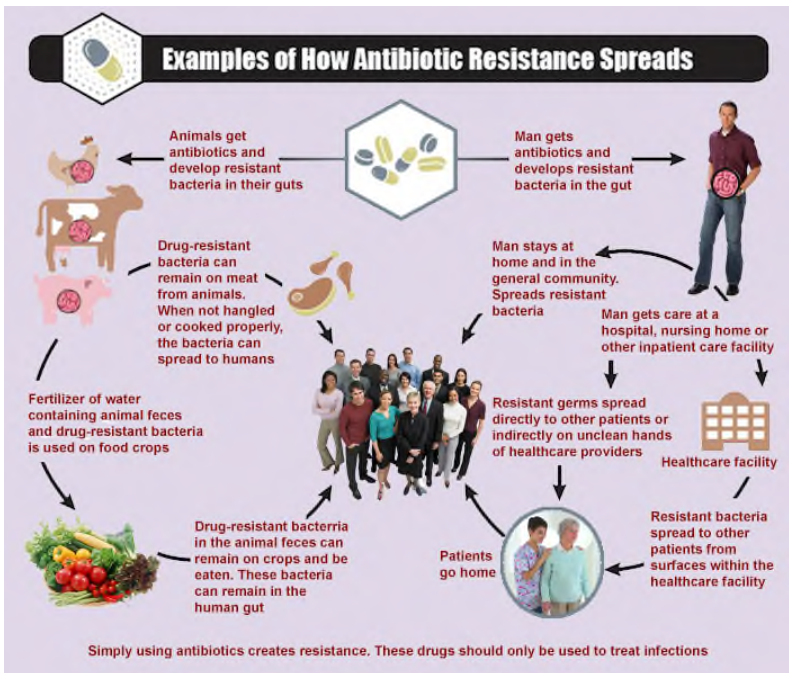 Examples of How Antibiotic Resistance Spreads
Animals get
antibiotics and
develop resistant
bacteria in their guts
Man gets
antibiotics and
develops resistant
bacteria in the gut
Drug-resistant
bacteria can
remain on meat
from animals.
When not hangled
or cooked properly,
the bacteria can
spread to humans
Man stays at
home and in the
general community.
Spreads resistant
bacteria
Man gets care at a
hospital, nursing home or
other inpatient care facility
Fertilizer of water
containing animal feces
and drug-resistant bacteria
is used on food crops
Resistant germs spread
directly to other patients or
indirectly on unclean hands
of healthcare providers
Healthcare facility
Drug-resistant bacterria
in the animal feces can
remain on crops and be
eaten. These bacteria
can remain in the
human gut
Patients
go home
Resistant bacteria
spread to other
patients from
surfaces within the
healthcare facility
Simply using antibiotics creates resistance. These drugs should only be used to treat infections